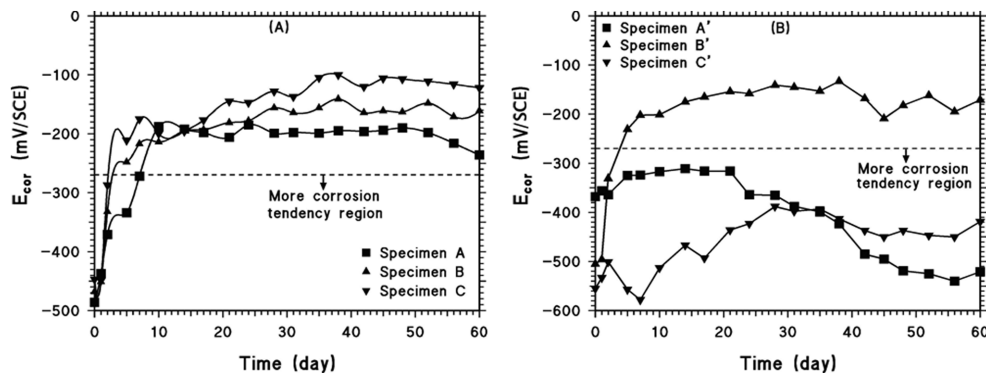 (A)
0
−100
−200
−300
−400
−500
E_cor (mV/SCE)
More corrosion
tendency region
Specimen A
Specimen B
Specimen C
0 10 20 30 40 50 60
Time (day)
(B)
Specimen A'
Specimen B'
Specimen C'
0
−100
−200
−300
−400
−500
−600
E_cor (mV/SCE)
More corrosion
tendency region
0 10 20 30 40 50 60
Time (day)